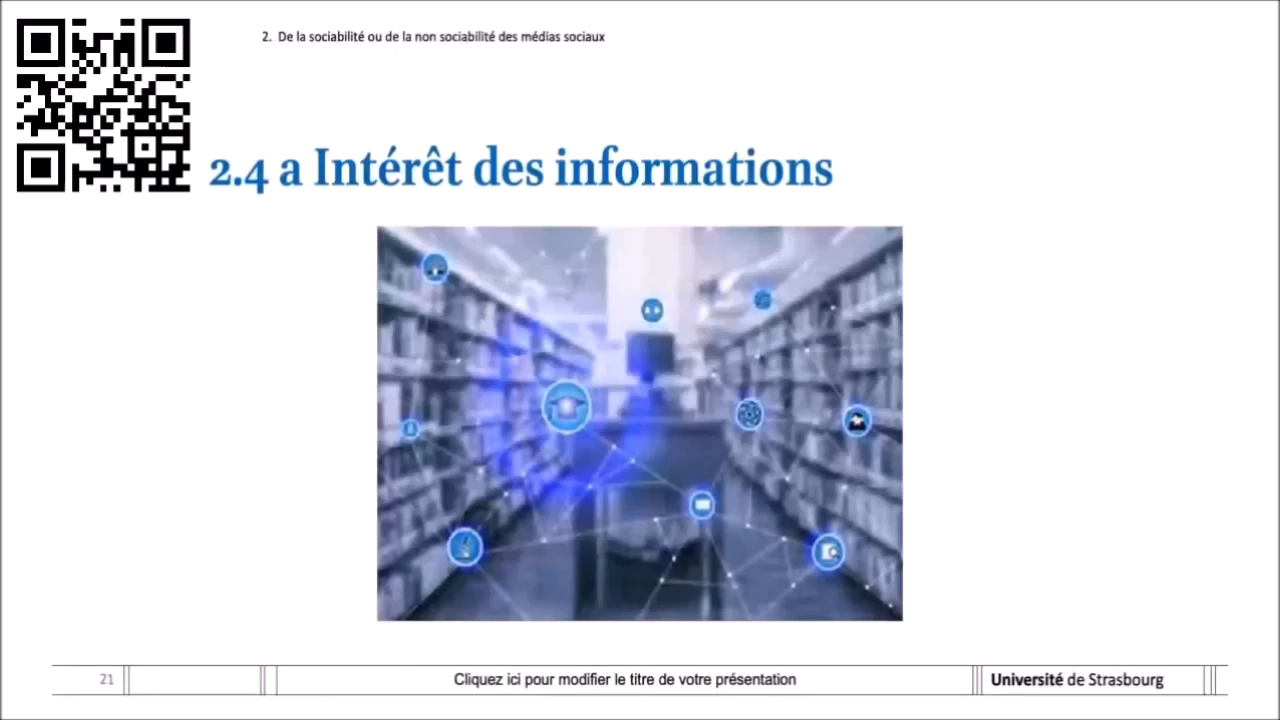 2. De la sociabilité ou de la non sociabilité des médias sociaux
2.4 a Intérêt des informations
21
Cliquez ici pour modifier le titre de votre présentation
Université de Strasbourg